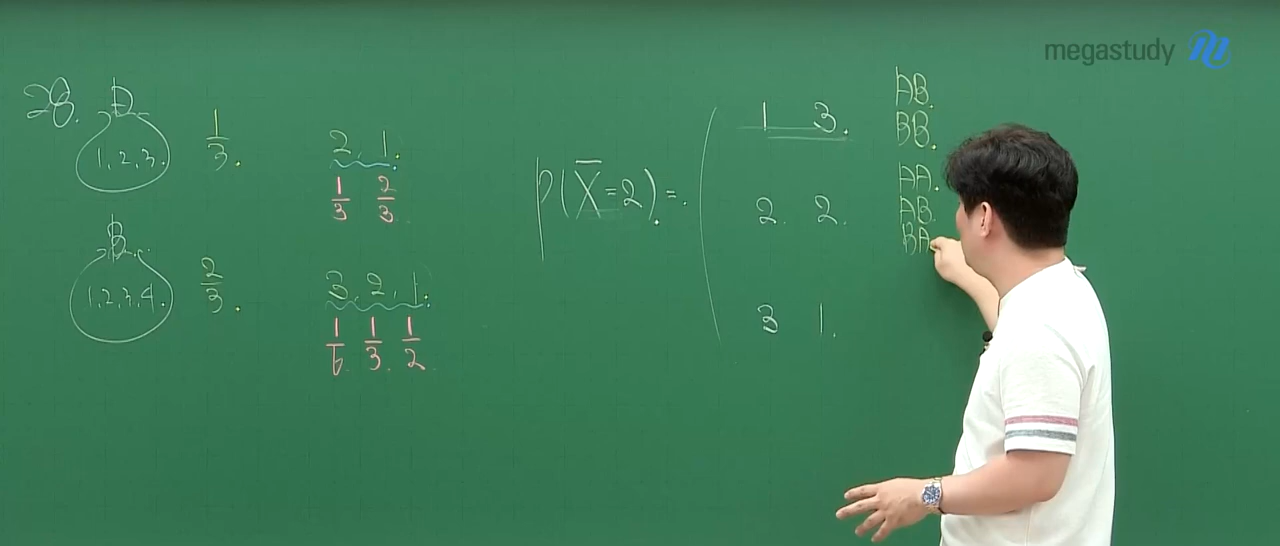 megastudy
28. A 1, 2, 3. 1/3.
2, 1.
1/3 2/3
B 1, 2, 3, 4. 2/3.
3, 2, 1.
1/6. 1/3. 1/2.
P(X̄=2)=.
1 3.
2. 2.
3 1.
AB.
BB.
AA.
AB.
BA.